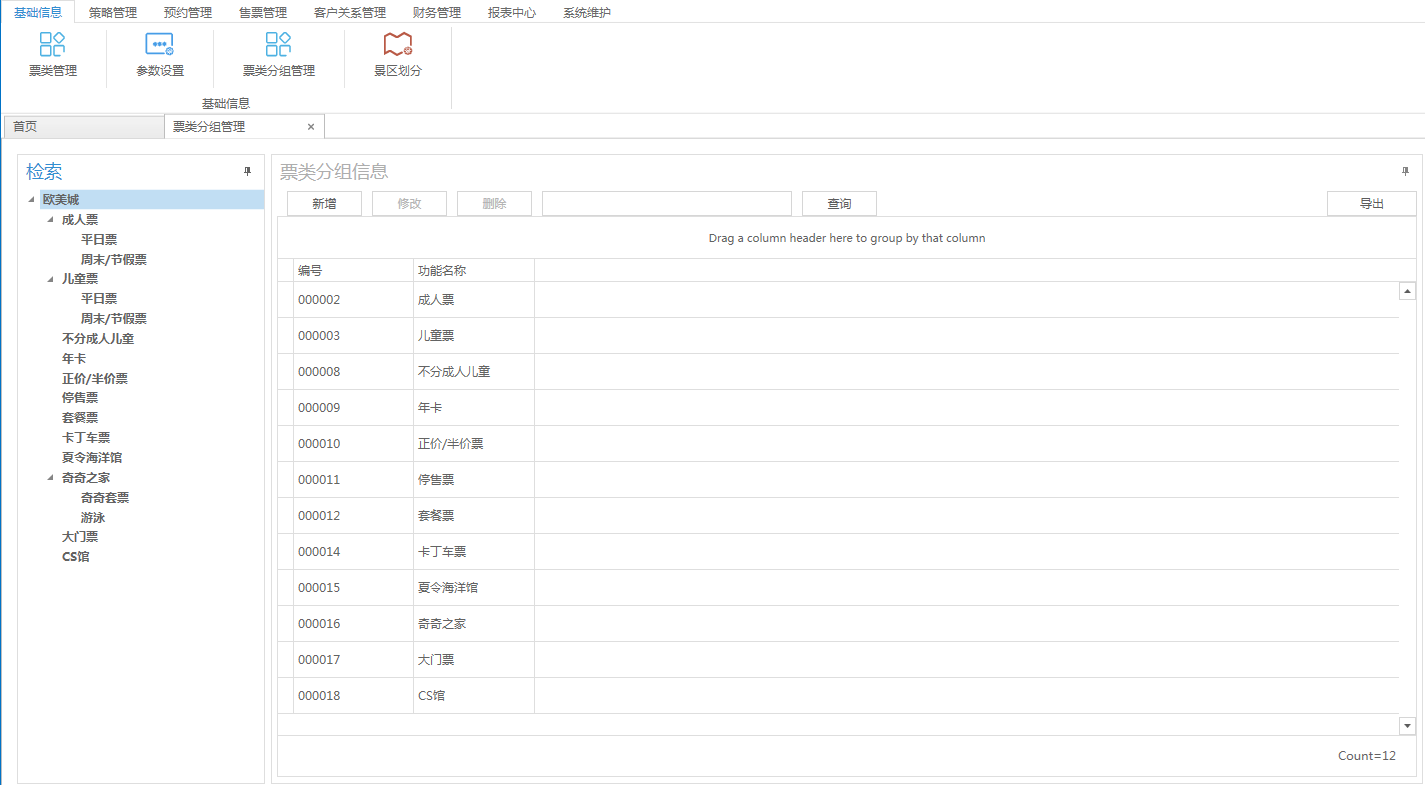 基础信息 策略管理 预约管理 售票管理 客户关系管理 财务管理 报表中心 系统维护
票类管理 参数设置 票类分组管理 景区划分
基础信息
首页 票类分组管理 ×
检索
欧美城
成人票
平日票
周末/节假票
儿童票
平日票
周末/节假票
不分成人儿童
年卡
正价/半价票
停售票
套餐票
卡丁车票
夏令海洋馆
奇奇之家
奇奇套票
游泳
大门票
CS馆
票类分组信息
新增 修改 删除 查询 导出
Drag a column header here to group by that column
编号 功能名称
000002 成人票
000003 儿童票
000008 不分成人儿童
000009 年卡
000010 正价/半价票
000011 停售票
000012 套餐票
000014 卡丁车票
000015 夏令海洋馆
000016 奇奇之家
000017 大门票
000018 CS馆
Count=12